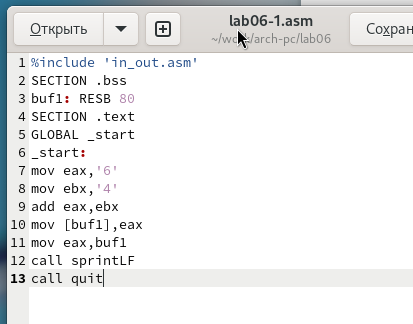 Открыть
lab06-1.asm
~/work/arch-pc/lab06
Сохран
1 %include 'in_out.asm'
2 SECTION .bss
3 buf1: RESB 80
4 SECTION .text
5 GLOBAL _start
6 _start:
7 mov eax,'6'
8 mov ebx,'4'
9 add eax,ebx
10 mov [buf1],eax
11 mov eax,buf1
12 call sprintLF
13 call quit